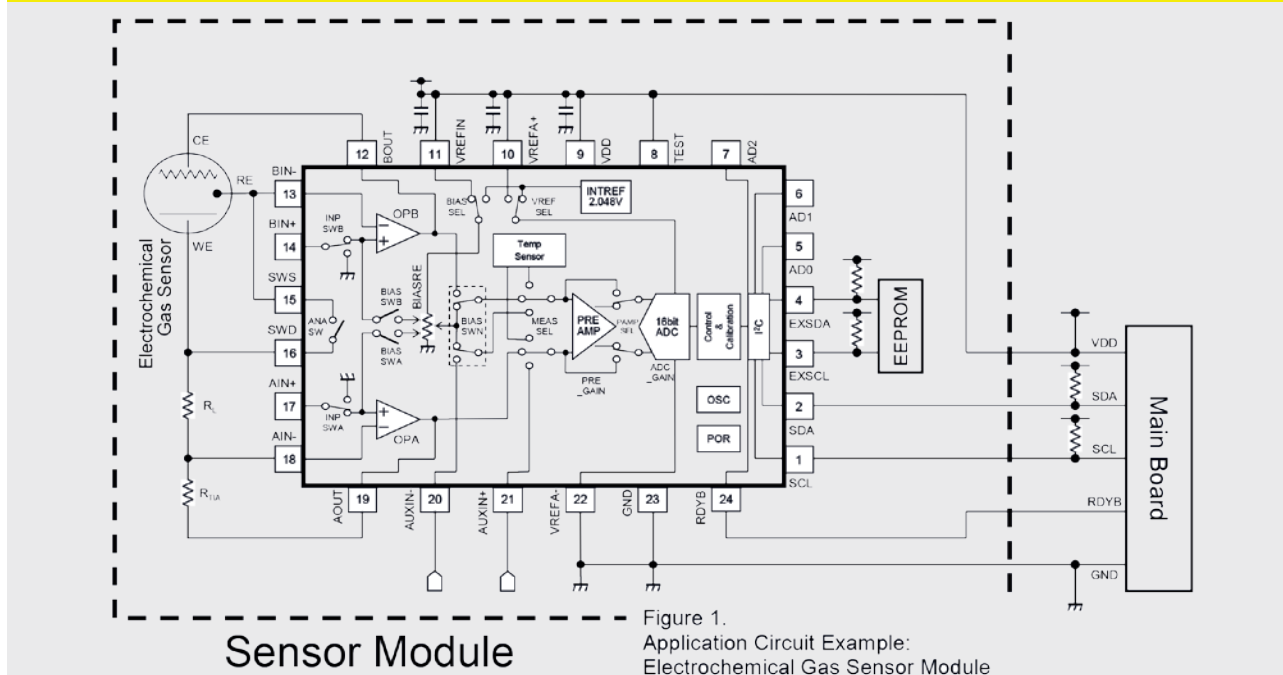 CE
RE
WE
Electrochemical
Gas Sensor
BIN-
13
BIN+
14
SWS
15
SWD
16
AIN+
17
AIN-
18
R_L
R_TIA
12
BOUT
11
VREFIN
10
VREFA+
9
VDD
8
TEST
7
AD2
6
AD1
5
AD0
4
EXSDA
3
EXSCL
2
SDA
1
SCL
19
AOUT
20
AUXIN-
21
AUXIN+
22
VREFA-
23
GND
24
RDYB
INP
SWB
OPB
BIAS
SEL
VREF
SEL
INTREF
2.048V
Temp
Sensor
ANA
SW
BIAS
SWB
BIAS
SWA
BIASRE
BIAS
SWN
MEAS
SEL
PRE
AMP
PAMP
SEL
16bit
ADC
Control
&
Calibration
I²C
PRE
_GAIN
ADC
_GAIN
INP
SWA
OPA
OSC
POR
EEPROM
VDD
SDA
SCL
RDYB
GND
Main Board
Sensor Module
Figure 1.
Application Circuit Example:
Electrochemical Gas Sensor Module